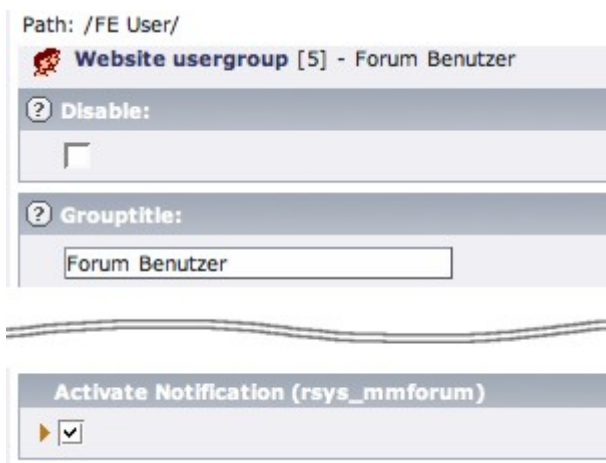 Path: /FE User/
Website usergroup [5] - Forum Benutzer
? Disable:
? Grouptitle:
Forum Benutzer
Activate Notification (rsys_mmforum)